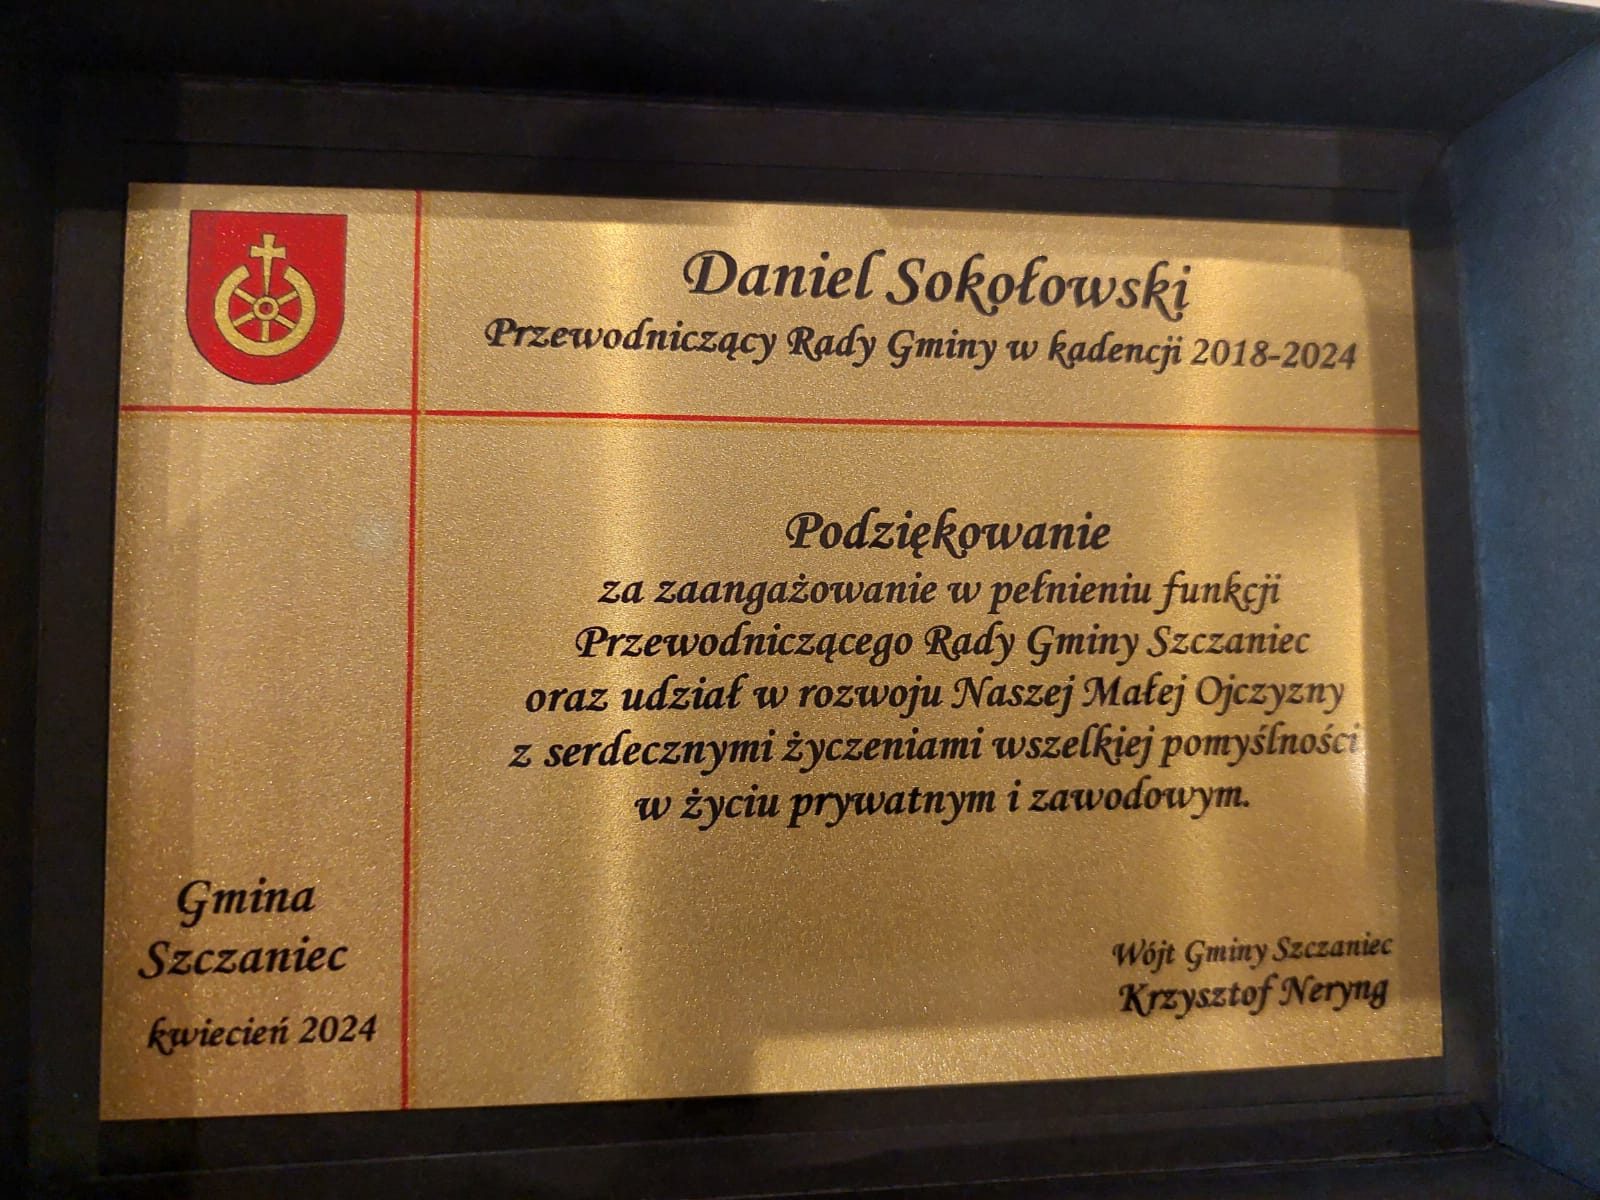 Daniel Sokołowski
Przewodniczący Rady Gminy w kadencji 2018-2024
Podziękowanie
za zaangażowanie w pełnieniu funkcji
Przewodniczącego Rady Gminy Szczaniec
oraz udział w rozwoju Naszej Małej Ojczyzny
z serdecznymi życzeniami wszelkiej pomyślności
w życiu prywatnym i zawodowym.
Gmina
Szczaniec
kwiecień 2024
Wójt Gminy Szczaniec
Krzysztof Neryng